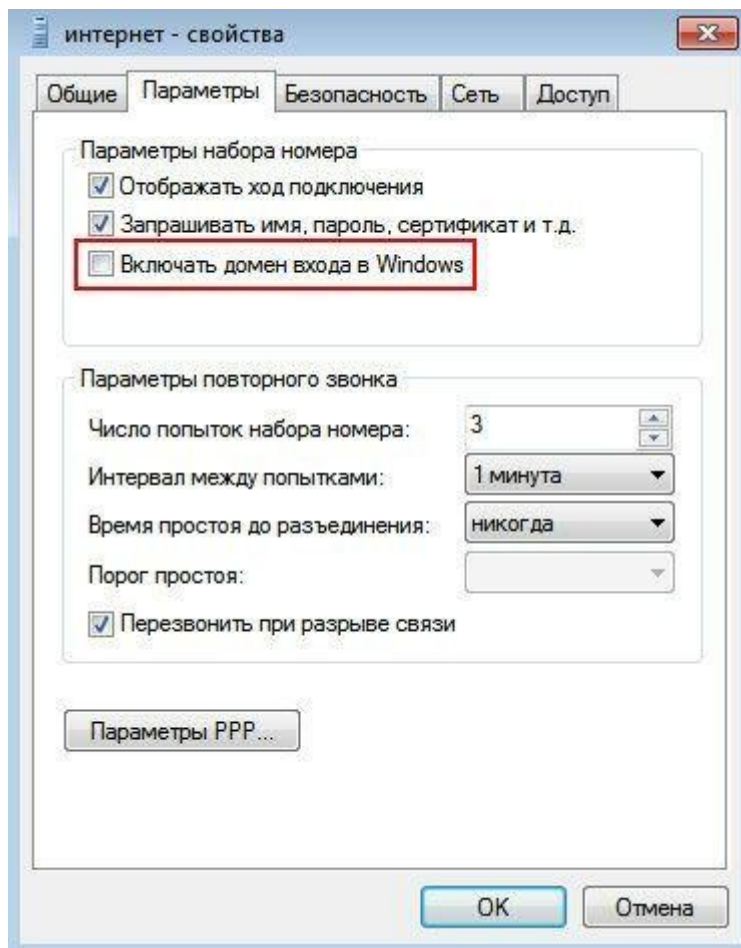 интернет - свойства
Общие Параметры Безопасность Сеть Доступ
Параметры набора номера
Отображать ход подключения
Запрашивать имя, пароль, сертификат и т.д.
Включать домен входа в Windows
Параметры повторного звонка
Число попыток набора номера: 3
Интервал между попытками: 1 минута
Время простоя до разъединения: никогда
Порог простоя:
Перезвонить при разрыве связи
Параметры PPP...
OK Отмена